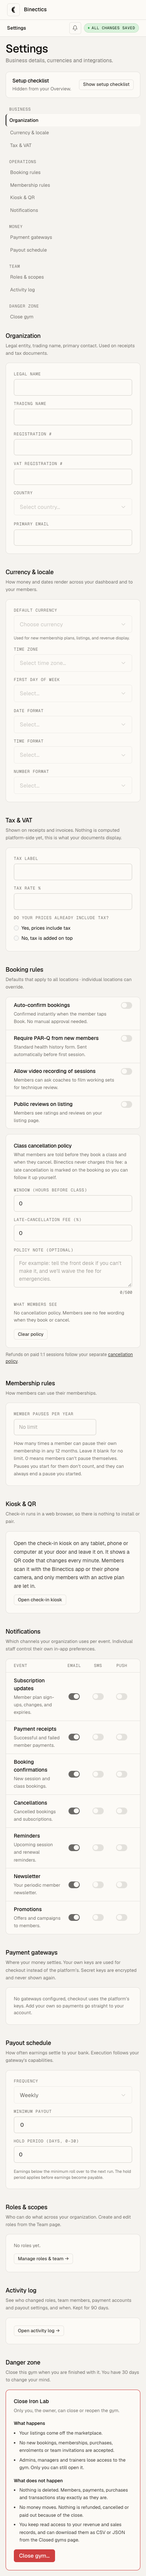 Binectics
Settings
ALL CHANGES SAVED
Settings
Business details, currencies and integrations.
Setup checklist
Hidden from your Overview.
Show setup checklist
BUSINESS
Organization
Currency & locale
Tax & VAT
OPERATIONS
Booking rules
Membership rules
Kiosk & QR
Notifications
MONEY
Payment gateways
Payout schedule
TEAM
Roles & scopes
Activity log
DANGER ZONE
Close gym
Organization
Legal entity, trading name, primary contact. Used on receipts
and tax documents.
LEGAL NAME
TRADING NAME
REGISTRATION #
VAT REGISTRATION #
COUNTRY
Select country…
PRIMARY EMAIL
Currency & locale
How money and dates render across your dashboard and to
your members.
DEFAULT CURRENCY
Choose currency
Used for new membership plans, listings, and revenue display.
TIME ZONE
Select time zone…
FIRST DAY OF WEEK
Select…
DATE FORMAT
Select…
TIME FORMAT
Select…
NUMBER FORMAT
Select…
Tax & VAT
Shown on receipts and invoices. Nothing is computed
platform-side yet, this is what your documents display.
TAX LABEL
TAX RATE %
DO YOUR PRICES ALREADY INCLUDE TAX?
Yes, prices include tax
No, tax is added on top
Booking rules
Defaults that apply to all locations · individual locations can
override.
Auto-confirm bookings
Confirmed instantly when the member taps
Book. No manual approval needed.
Require PAR-Q from new members
Standard health history form. Sent
automatically before first session.
Allow video recording of sessions
Members can ask coaches to film working sets
for technique review.
Public reviews on listing
Members see ratings and reviews on your
listing page.
Class cancellation policy
What members are told before they book a class and
when they cancel. Binectics never charges this fee: a
late cancellation is marked on the booking so you can
follow it up yourself.
WINDOW (HOURS BEFORE CLASS)
0
LATE-CANCELLATION FEE (%)
0
POLICY NOTE (OPTIONAL)
For example: tell the front desk if you can't
make it, and we'll waive the fee for
emergencies.
0/500
WHAT MEMBERS SEE
No cancellation policy. Members see no fee wording
when they book or cancel.
Clear policy
Refunds on paid 1:1 sessions follow your separate cancellation
policy.
Membership rules
How members can use their memberships.
MEMBER PAUSES PER YEAR
No limit
How many times a member can pause their own
membership in any 12 months. Leave it blank for no
limit. 0 means members can't pause themselves.
Pauses you start for them don't count, and they can
always end a pause you started.
Kiosk & QR
Check-in runs in a web browser, so there is nothing to install or
pair.
Open the check-in kiosk on any tablet, phone or
computer at your door and leave it on. It shows a
QR code that changes every minute. Members
scan it with the Binectics app or their phone
camera, and only members with an active plan
are let in.
Open check-in kiosk
Notifications
Which channels your organization uses per event. Individual
staff control their own in-app preferences.
EVENT EMAIL SMS PUSH
Subscription
updates
Member plan sign-
ups, changes, and
expiries.
Payment receipts
Successful and failed
member payments.
Booking
confirmations
New session and
class bookings.
Cancellations
Cancelled bookings
and subscriptions.
Reminders
Upcoming session
and renewal
reminders.
Newsletter
Your periodic member
newsletter.
Promotions
Offers and campaigns
to members.
Payment gateways
Where your money settles. Your own keys are used for
checkout instead of the platform's. Secret keys are encrypted
and never shown again.
No gateways configured, checkout uses the platform's
keys. Add your own so payments go straight to your
account.
Payout schedule
How often earnings settle to your bank. Execution follows your
gateway's capabilities.
FREQUENCY
Weekly
MINIMUM PAYOUT
0
HOLD PERIOD (DAYS, 0–30)
0
Earnings below the minimum roll over to the next run. The hold
period applies before earnings become payable.
Roles & scopes
Who can do what across your organization. Create and edit
roles from the Team page.
No roles yet.
Manage roles & team →
Activity log
See who changed roles, team members, payment accounts
and payout settings, and when. Kept for 90 days.
Open activity log →
Danger zone
Close this gym when you are finished with it. You have 30 days
to change your mind.
Close Iron Lab
Only you, the owner, can close or reopen the gym.
What happens
• Your listings come off the marketplace.
• No new bookings, memberships, purchases,
enrolments or team invitations are accepted.
• Admins, managers and trainers lose access to the
gym. Only you can still open it.
What does not happen
• Nothing is deleted. Members, payments, purchases
and transactions stay exactly as they are.
• No money moves. Nothing is refunded, cancelled or
paid out because of the close.
• You keep read access to your revenue and sales
records, and can download them as CSV or JSON
from the Closed gyms page.
Close gym…